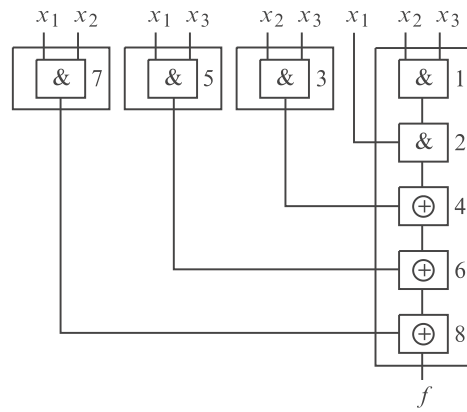 x₁ x₂ x₁ x₃ x₂ x₃ x₁ x₂ x₃
& 7 & 5 & 3 & 1
& 2
⊕ 4
⊕ 6
⊕ 8
f